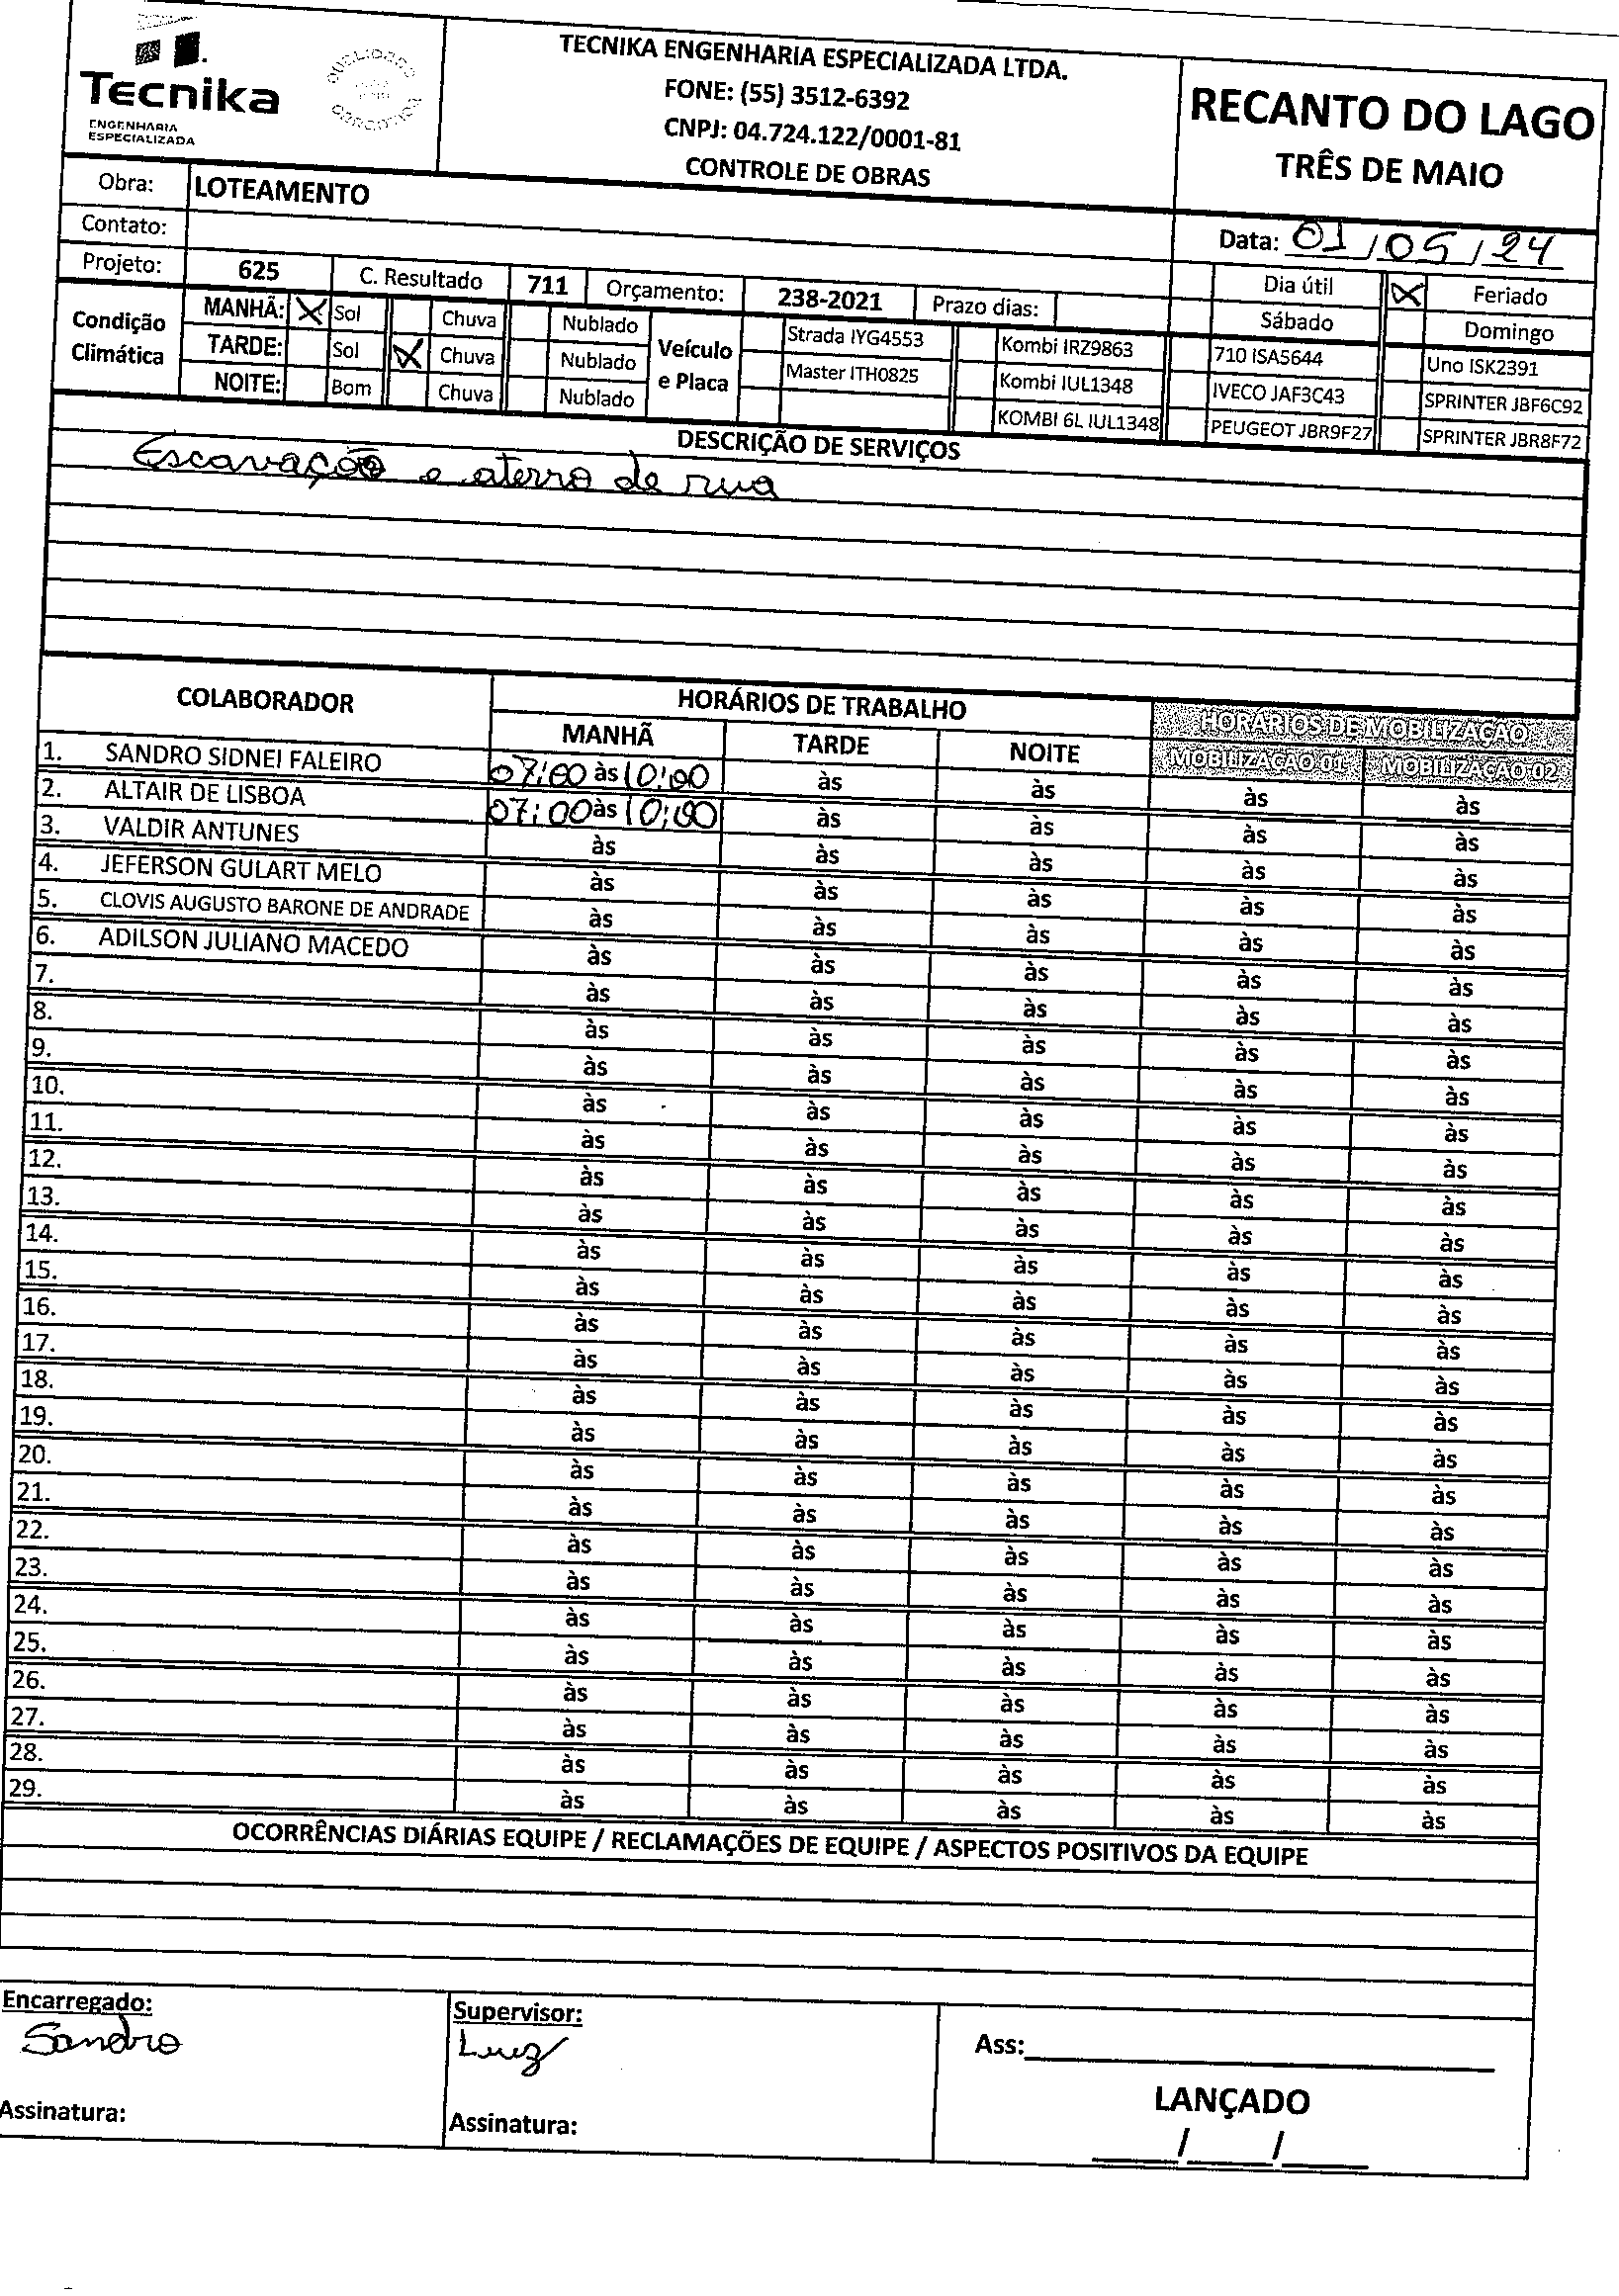 Tecnika
ENGENHARIA
ESPECIALIZADA
TECNIKA ENGENHARIA ESPECIALIZADA LTDA.
FONE: (55) 3512-6392
CNPJ: 04.724.122/0001-81
CONTROLE DE OBRAS
RECANTO DO LAGO
TRÊS DE MAIO
Obra: LOTEAMENTO
Contato:
Data: 01/05/24
Projeto: 625 C. Resultado 711 Orçamento: 238-2021 Prazo dias:
Dia útil X Feriado
Sábado Domingo
Condição Climática
MANHÃ: X Sol Chuva Nublado
TARDE: Sol X Chuva Nublado
NOITE: Bom Chuva Nublado
Veículo e Placa
Strada IYG4553 Kombi IRZ9863 710 ISA5644 Uno ISK2391
Master ITH0825 Kombi IUL1348 IVECO JAF3C43 SPRINTER JBF6C92
KOMBI 6L IUL1348 PEUGEOT JBR9F27 SPRINTER JBR8F72
DESCRIÇÃO DE SERVIÇOS
Escavação e aterro de rua
COLABORADOR HORÁRIOS DE TRABALHO HORÁRIOS DE MOBILIZAÇÃO
MANHÃ TARDE NOITE MOBILIZAÇÃO 01 MOBILIZAÇÃO 02
1. SANDRO SIDNEI FALEIRO 07:00 às 10:00 às às às às
2. ALTAIR DE LISBOA 07:00 às 10:00 às às às às
3. VALDIR ANTUNES às às às às às
4. JEFERSON GULART MELO às às às às às
5. CLOVIS AUGUSTO BARONE DE ANDRADE às às às às às
6. ADILSON JULIANO MACEDO às às às às às
7. às às às às às
8. às às às às às
9. às às às às às
10. às às às às às
11. às às às às às
12. às às às às às
13. às às às às às
14. às às às às às
15. às às às às às
16. às às às às às
17. às às às às às
18. às às às às às
19. às às às às às
20. às às às às às
21. às às às às às
22. às às às às às
23. às às às às às
24. às às às às às
25. às às às às às
26. às às às às às
27. às às às às às
28. às às às às às
29. às às às às às
OCORRÊNCIAS DIÁRIAS EQUIPE / RECLAMAÇÕES DE EQUIPE / ASPECTOS POSITIVOS DA EQUIPE
Encarregado: Supervisor:
Sandro Luiz
Ass:
LANÇADO
Assinatura: Assinatura:
/ /